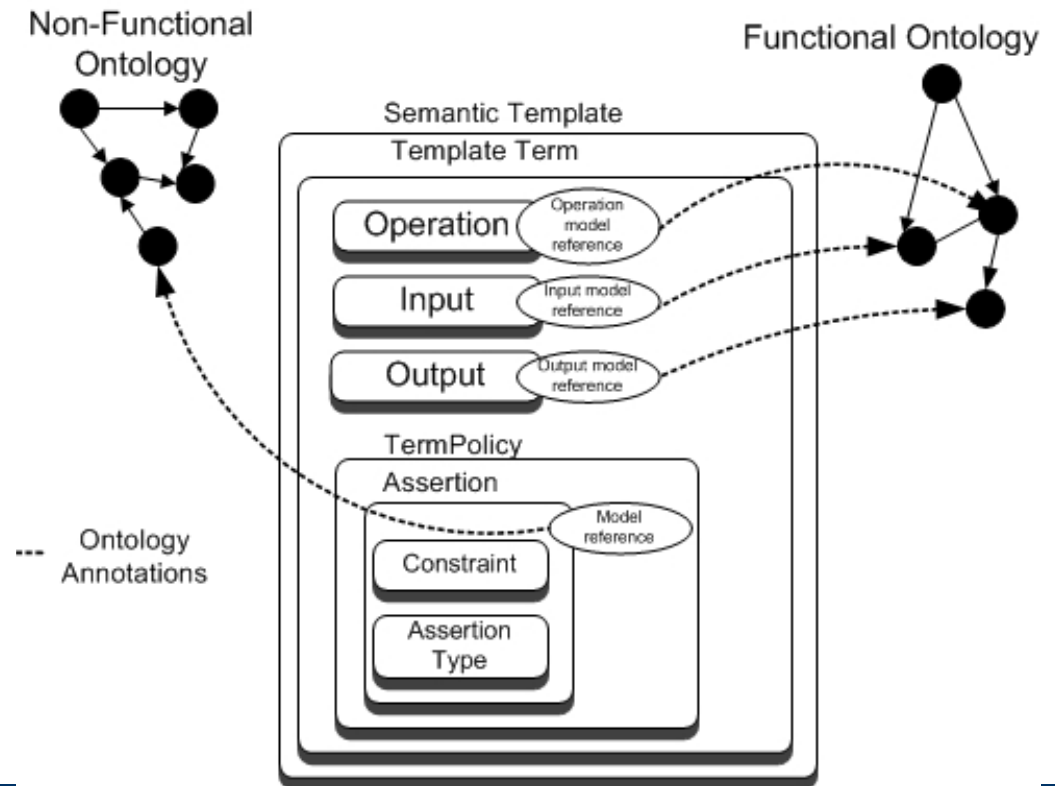 Non-Functional
Ontology
Functional Ontology
Semantic Template
Template Term
Operation
Operation
model
reference
Input
Input model
reference
Output
Output model
reference
TermPolicy
Assertion
Model
reference
Constraint
Assertion
Type
Ontology
Annotations